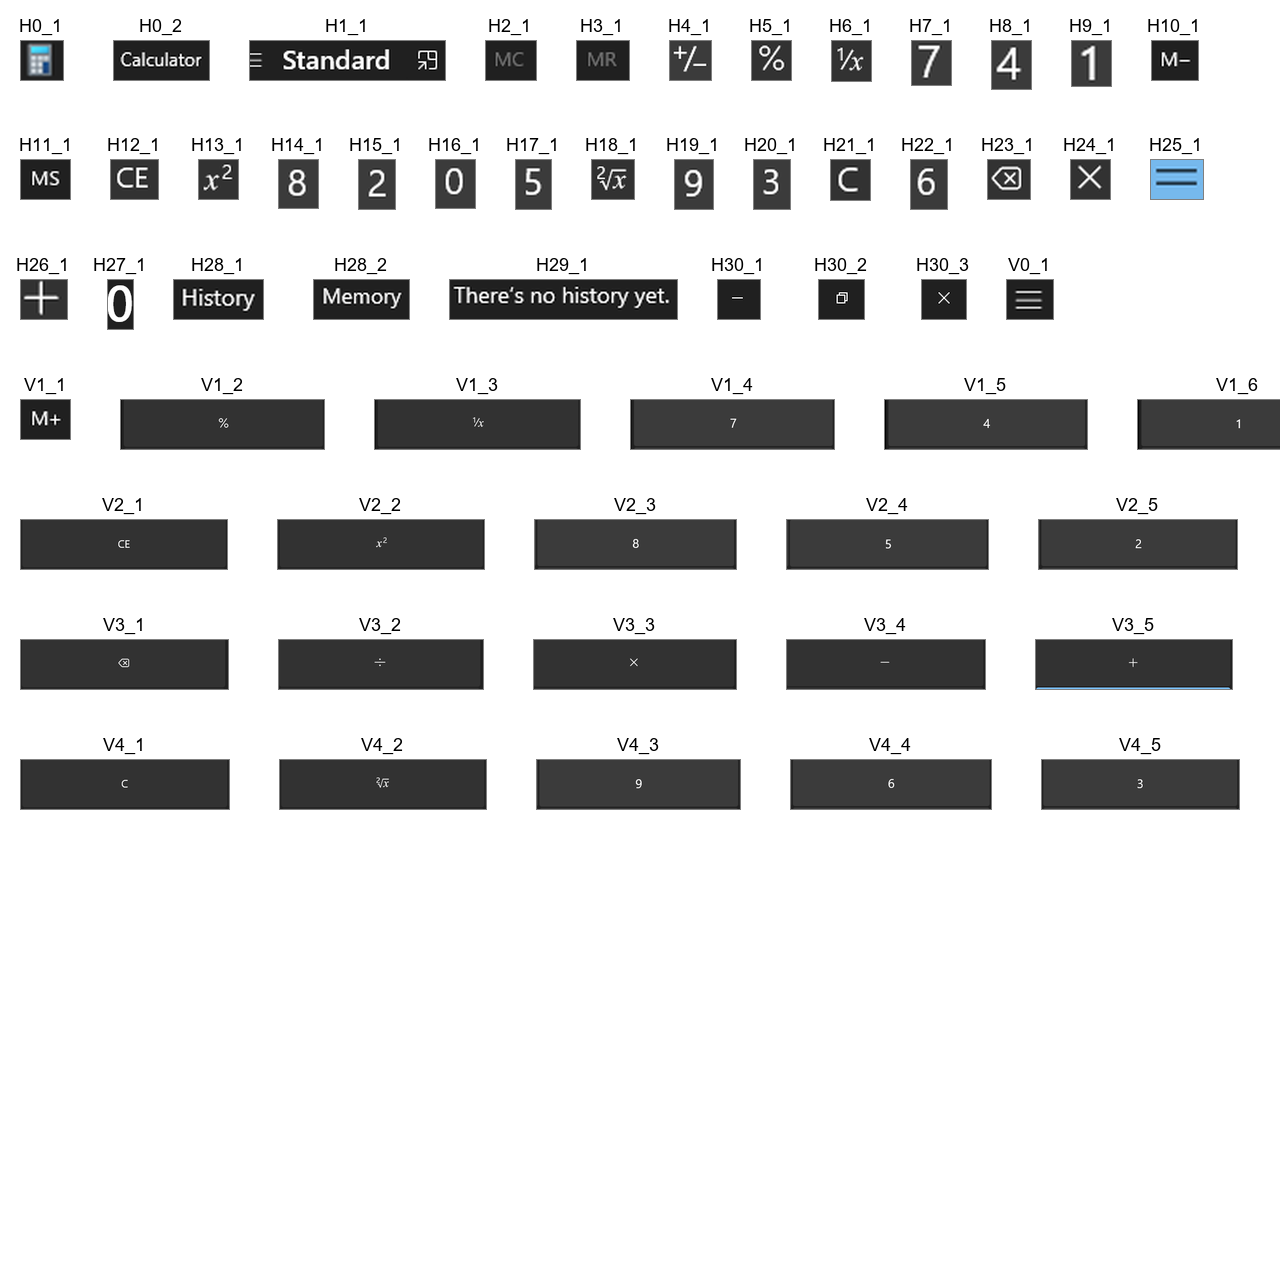 H0_1 H0_2 H1_1 H2_1 H3_1 H4_1 H5_1 H6_1 H7_1 H8_1 H9_1 H10_1
Calculator Standard MC MR +/− % ¹/x 7 4 1 M−
H11_1 H12_1 H13_1 H14_1 H15_1 H16_1 H17_1 H18_1 H19_1 H20_1 H21_1 H22_1 H23_1 H24_1 H25_1
MS CE x² 8 2 0 5 ²√x 9 3 C 6 × =
H26_1 H27_1 H28_1 H28_2 H29_1 H30_1 H30_2 H30_3 V0_1
+ 0 History Memory There's no history yet.
V1_1 V1_2 V1_3 V1_4 V1_5 V1_6
M+ % ¹/x 7 4 1
V2_1 V2_2 V2_3 V2_4 V2_5
CE x² 8 5 2
V3_1 V3_2 V3_3 V3_4 V3_5
÷ × − +
V4_1 V4_2 V4_3 V4_4 V4_5
C ²√x 9 6 3